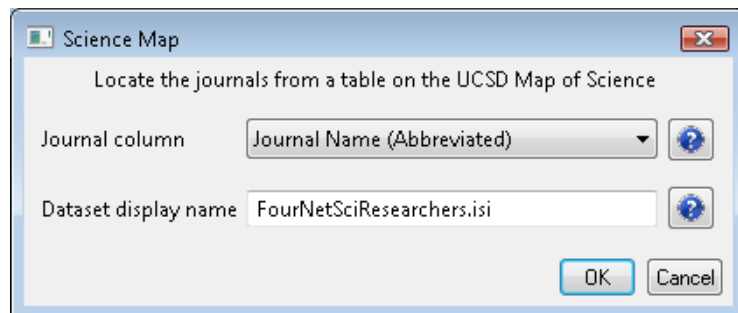 Science Map
Locate the journals from a table on the UCSD Map of Science
Journal column Journal Name (Abbreviated)
Dataset display name FourNetSciResearchers.isi
OK Cancel